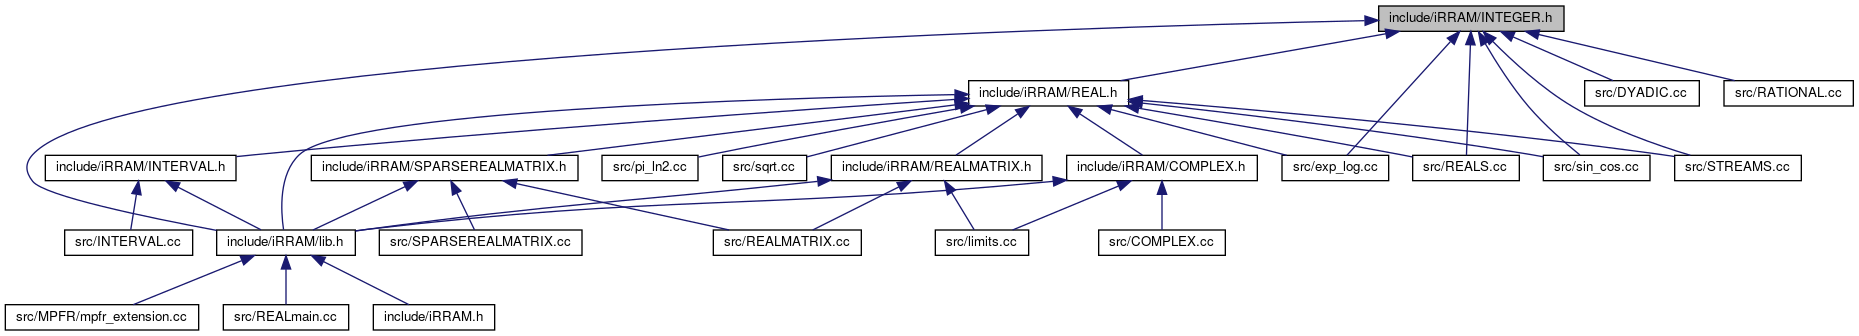 include/iRRAM/INTEGER.h
include/iRRAM/REAL.h
src/DYADIC.cc
src/RATIONAL.cc
include/iRRAM/INTERVAL.h
include/iRRAM/SPARSEREALMATRIX.h
src/pi_ln2.cc
src/sqrt.cc
include/iRRAM/REALMATRIX.h
include/iRRAM/COMPLEX.h
src/exp_log.cc
src/REALS.cc
src/sin_cos.cc
src/STREAMS.cc
src/INTERVAL.cc
include/iRRAM/lib.h
src/SPARSEREALMATRIX.cc
src/REALMATRIX.cc
src/limits.cc
src/COMPLEX.cc
src/MPFR/mpfr_extension.cc
src/REALmain.cc
include/iRRAM.h